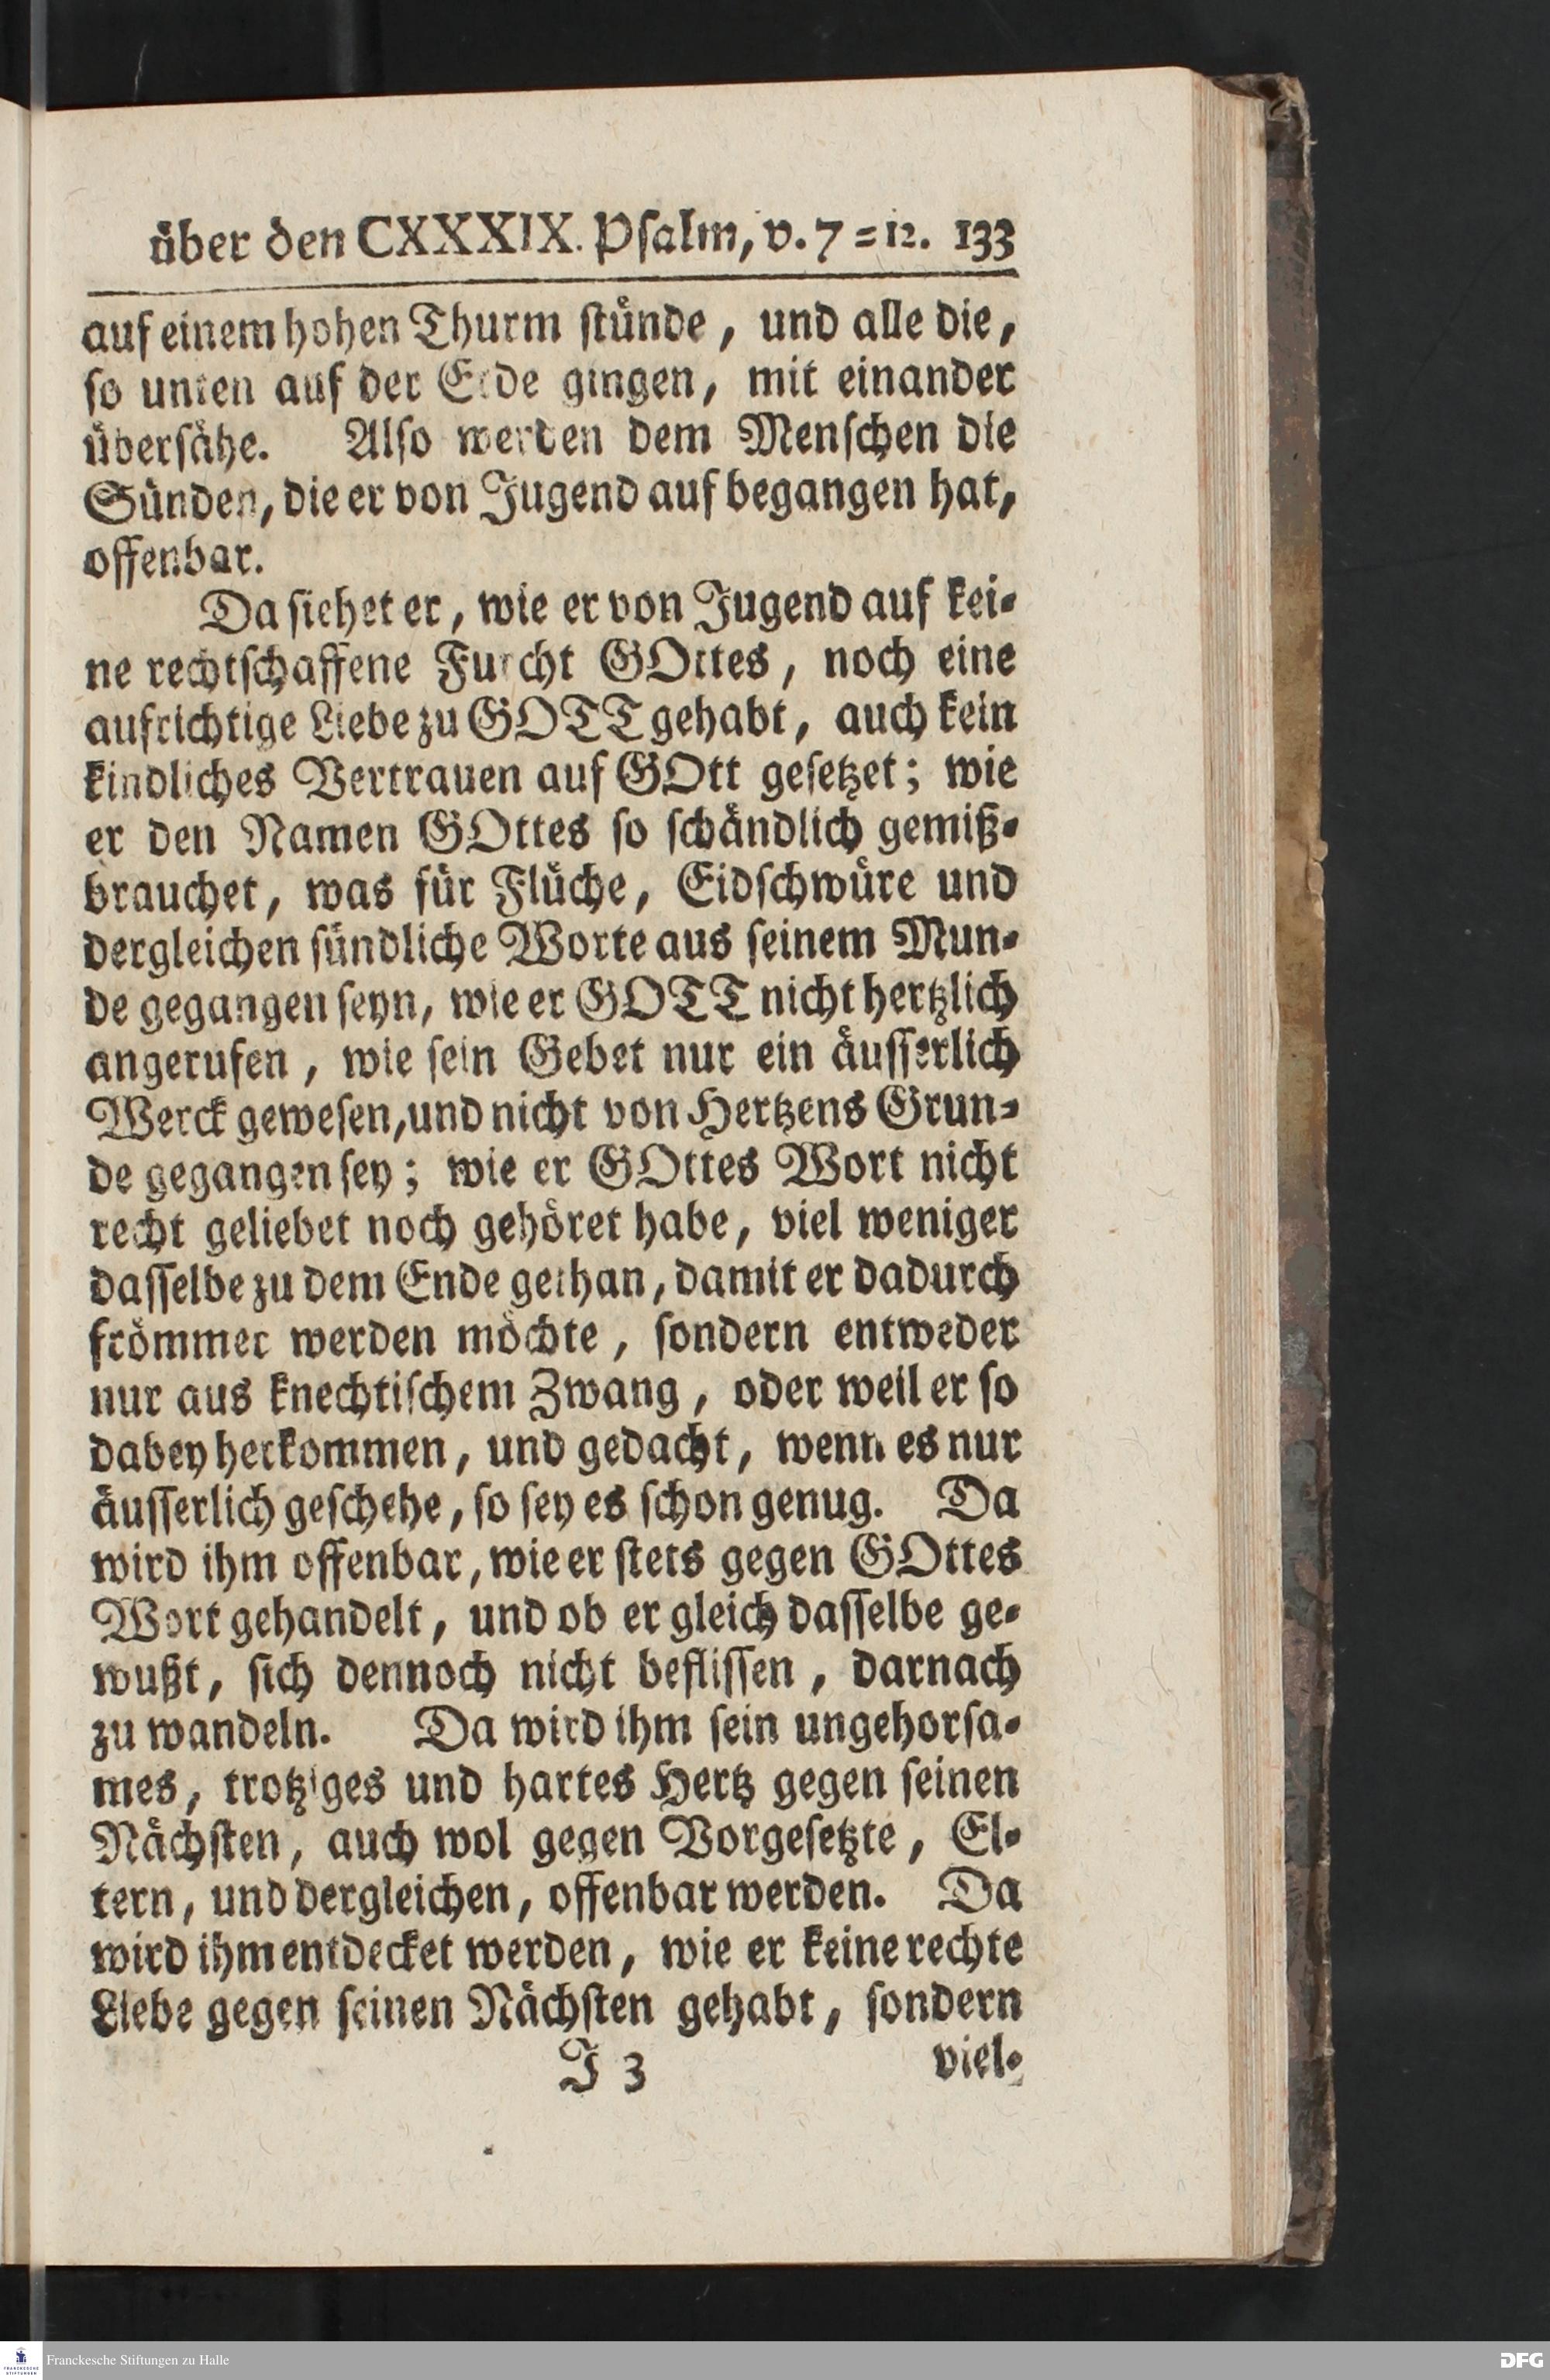 über den CXXXIX. Pſalm, v. 7=12. 133
auf einem hohen Thurm ſtünde, und alle die,
ſo unten auf der Erde gingen, mit einander
überſähe. Alſo werden dem Menſchen die
Sünden, die er von Jugend auf begangen hat,
offenbar.
Da ſiehet er, wie er von Jugend auf kei-
ne rechtſchaffene Furcht GOttes, noch eine
aufrichtige Liebe zu GOTT gehabt, auch kein
kindliches Vertrauen auf GOtt geſetzet; wie
er den Namen GOttes ſo ſchändlich gemiß-
brauchet, was für Flüche, Eidſchwüre und
dergleichen ſündliche Worte aus ſeinem Mun-
de gegangen ſeyn, wie er GOTT nicht hertzlich
angerufen, wie ſein Gebet nur ein äuſſerlich
Werck geweſen, und nicht von Hertzens Grun-
de gegangen ſey; wie er GOttes Wort nicht
recht geliebet noch gehöret habe, viel weniger
daſſelbe zu dem Ende gethan, damit er dadurch
frömmer werden möchte, ſondern entweder
nur aus knechtiſchem Zwang, oder weil er ſo
dabey herkommen, und gedacht, wenn es nur
äuſſerlich geſchehe, ſo ſey es ſchon genug. Da
wird ihm offenbar, wie er ſtets gegen GOttes
Wort gehandelt, und ob er gleich daſſelbe ge-
wußt, ſich dennoch nicht befliſſen, darnach
zu wandeln. Da wird ihm ſein ungehorſa-
mes, trotziges und hartes Hertz gegen ſeinen
Nächſten, auch wol gegen Vorgeſetzte, El-
tern, und dergleichen, offenbar werden. Da
wird ihm entdecket werden, wie er keine rechte
Liebe gegen ſeinen Nächſten gehabt, ſondern
J 3 viel-
Franckesche Stiftungen zu Halle
FRANCKESCHE STIFTUNGEN
DFG